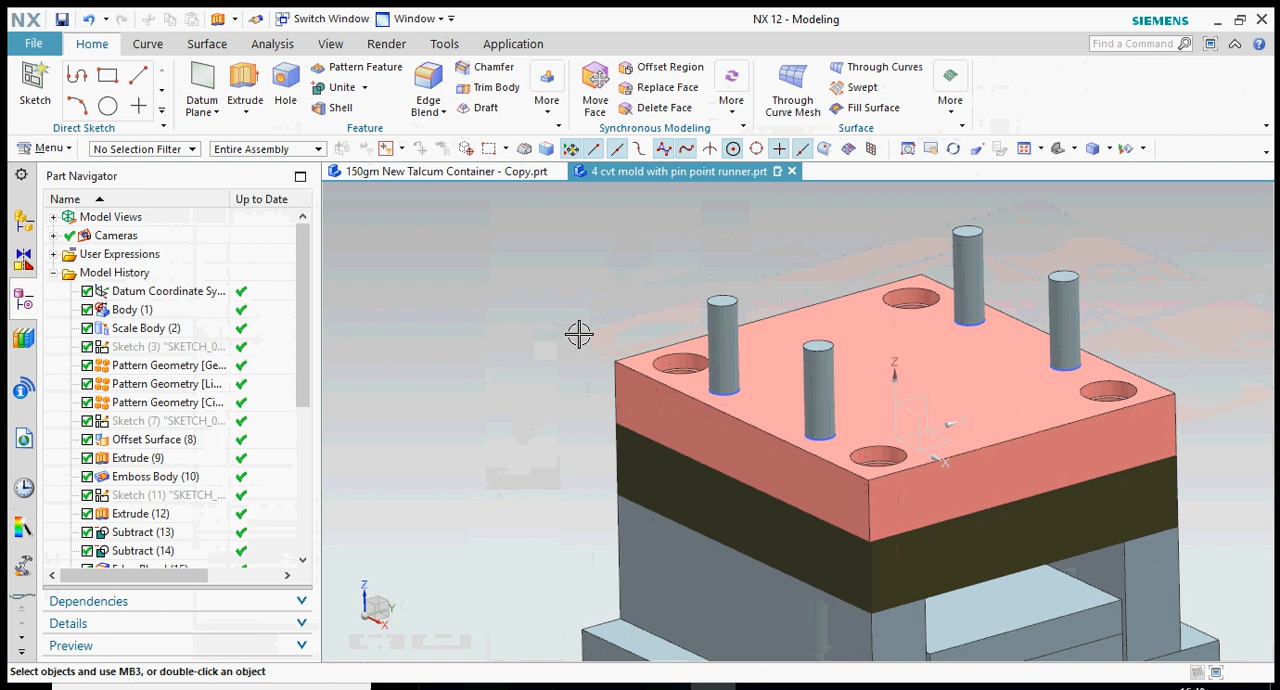 NX Switch Window Window NX 12 - Modeling SIEMENS
File Home Curve Surface Analysis View Render Tools Application Find a Command
Sketch
Direct Sketch
Datum Plane
Extrude
Hole
Pattern Feature
Unite
Shell
Edge Blend
Chamfer
Trim Body
Draft
More
Feature
Move Face
Offset Region
Replace Face
Delete Face
More
Synchronous Modeling
Through Curve Mesh
Through Curves
Swept
Fill Surface
More
Surface
Menu No Selection Filter Entire Assembly
Part Navigator
150grm New Talcum Container - Copy.prt 4 cvt mold with pin point runner.prt
Name Up to Date
Model Views
Cameras
User Expressions
Model History
Datum Coordinate Sy...
Body (1)
Scale Body (2)
Sketch (3) "SKETCH_0...
Pattern Geometry [Ge...
Pattern Geometry [Li...
Pattern Geometry [Ci...
Sketch (7) "SKETCH_0...
Offset Surface (8)
Extrude (9)
Emboss Body (10)
Sketch (11) "SKETCH_...
Extrude (12)
Subtract (13)
Subtract (14)
Dependencies
Details
Preview
Z
X
Z
Y
X
Select objects and use MB3, or double-click an object